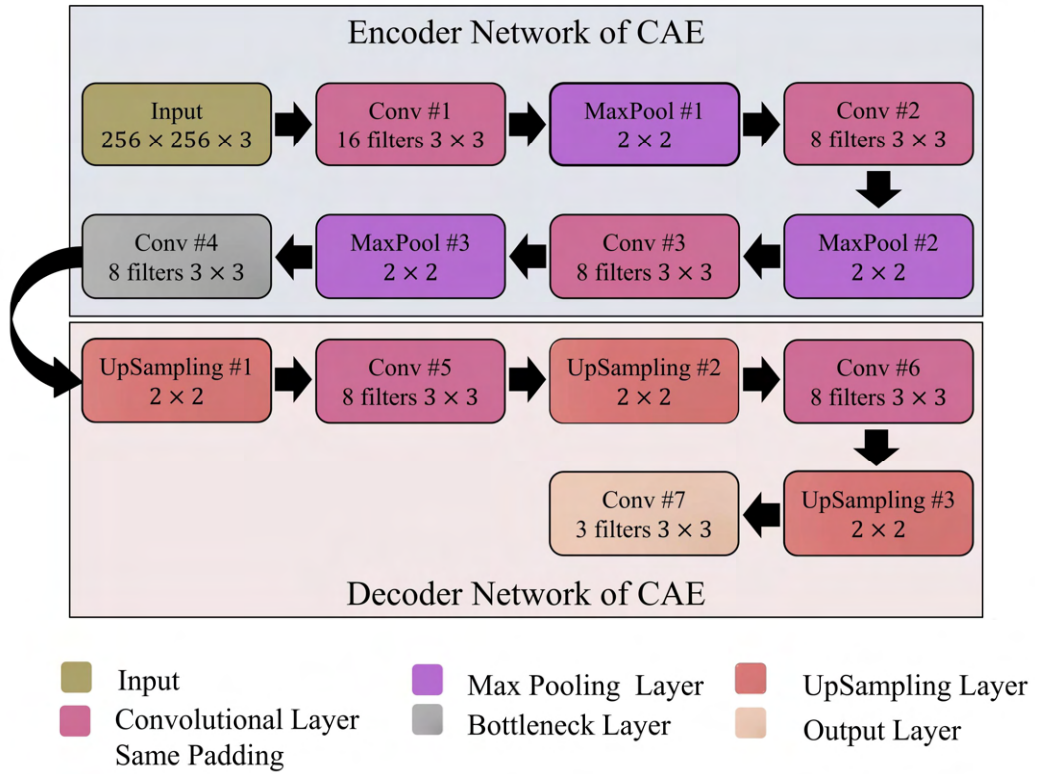 Encoder Network of CAE
Input
256 × 256 × 3
Conv #1
16 filters 3 × 3
MaxPool #1
2 × 2
Conv #2
8 filters 3 × 3
Conv #4
8 filters 3 × 3
MaxPool #3
2 × 2
Conv #3
8 filters 3 × 3
MaxPool #2
2 × 2
UpSampling #1
2 × 2
Conv #5
8 filters 3 × 3
UpSampling #2
2 × 2
Conv #6
8 filters 3 × 3
Conv #7
3 filters 3 × 3
UpSampling #3
2 × 2
Decoder Network of CAE
Input
Max Pooling Layer
UpSampling Layer
Convolutional Layer
Same Padding
Bottleneck Layer
Output Layer